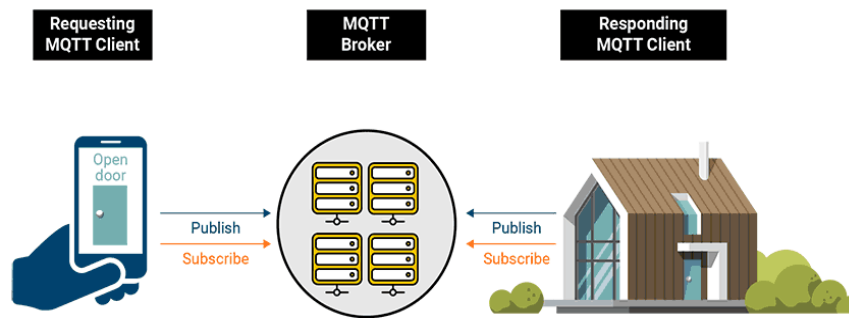 Requesting
MQTT Client
MQTT
Broker
Responding
MQTT Client
Open
door
Publish
Subscribe
Publish
Subscribe